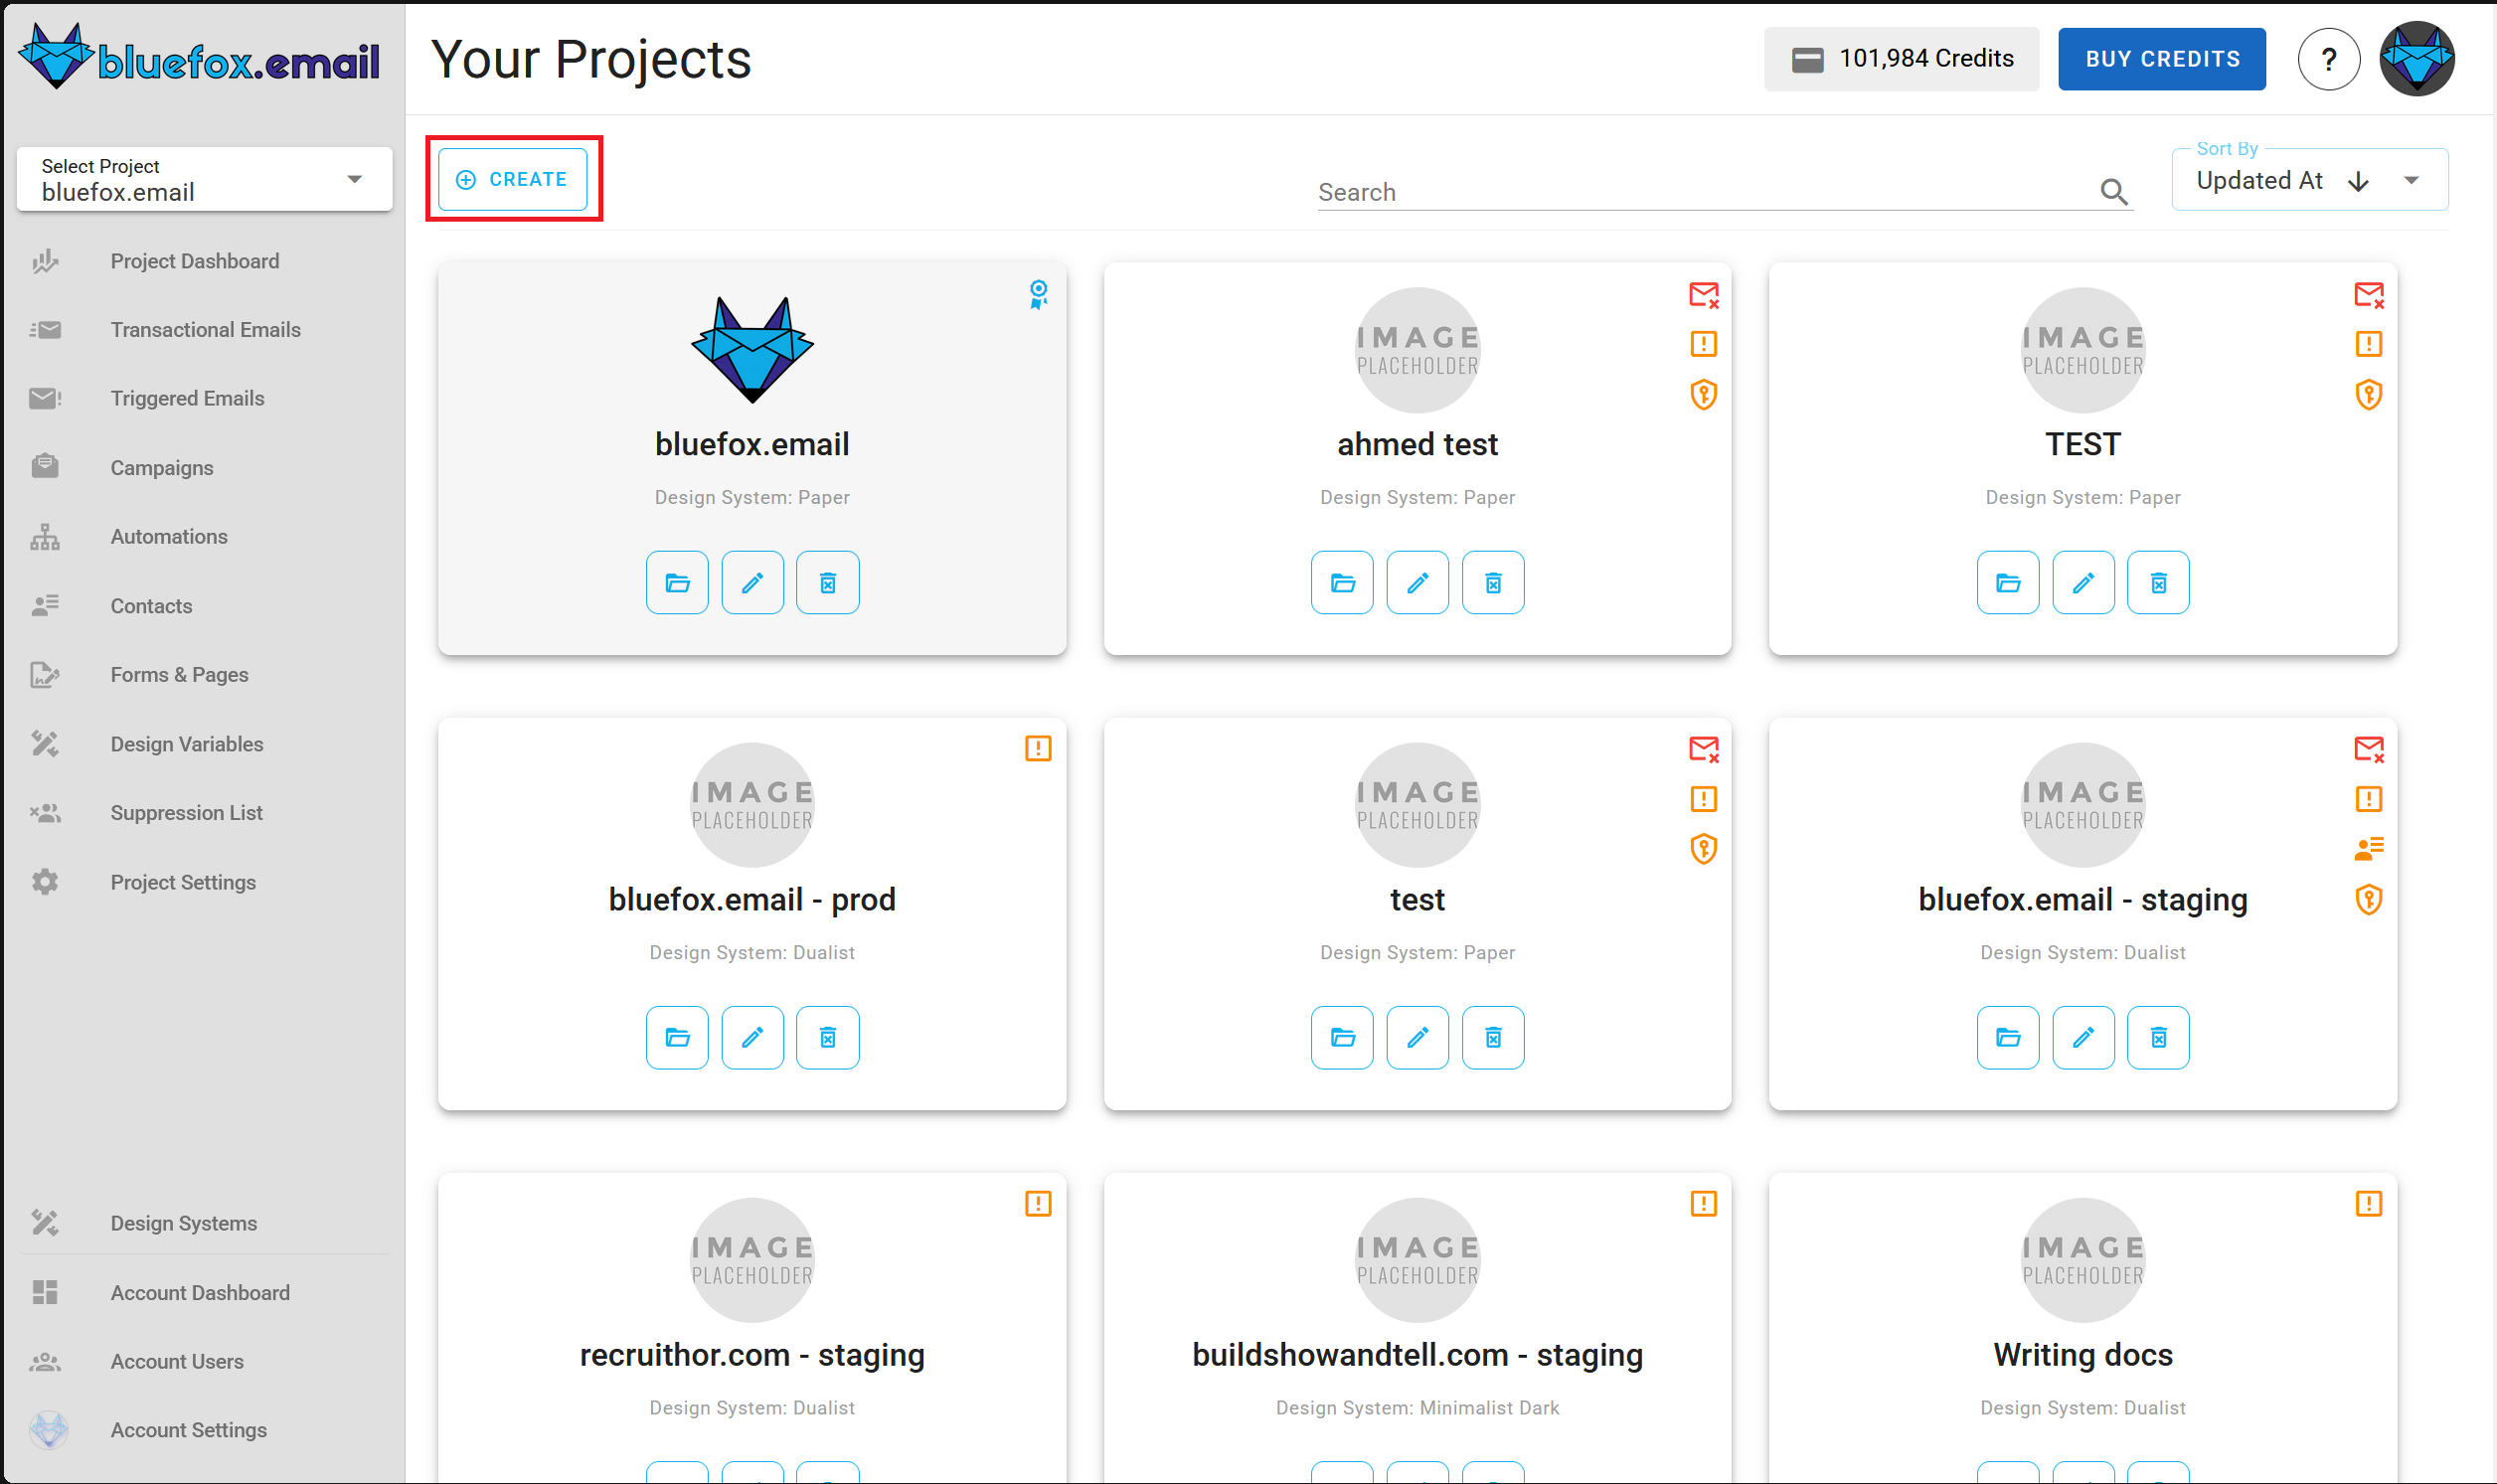 bluefox.email
Your Projects
101,984 Credits
BUY CREDITS
?
Select Project
bluefox.email
CREATE
Search
Sort By
Updated At
Project Dashboard
Transactional Emails
Triggered Emails
Campaigns
Automations
Contacts
Forms & Pages
Design Variables
Suppression List
Project Settings
Design Systems
Account Dashboard
Account Users
Account Settings
bluefox.email
Design System: Paper
IMAGE
PLACEHOLDER
ahmed test
Design System: Paper
IMAGE
PLACEHOLDER
TEST
Design System: Paper
IMAGE
PLACEHOLDER
bluefox.email - prod
Design System: Dualist
IMAGE
PLACEHOLDER
test
Design System: Paper
IMAGE
PLACEHOLDER
bluefox.email - staging
Design System: Dualist
IMAGE
PLACEHOLDER
recruithor.com - staging
Design System: Dualist
IMAGE
PLACEHOLDER
buildshowandtell.com - staging
Design System: Minimalist Dark
IMAGE
PLACEHOLDER
Writing docs
Design System: Dualist